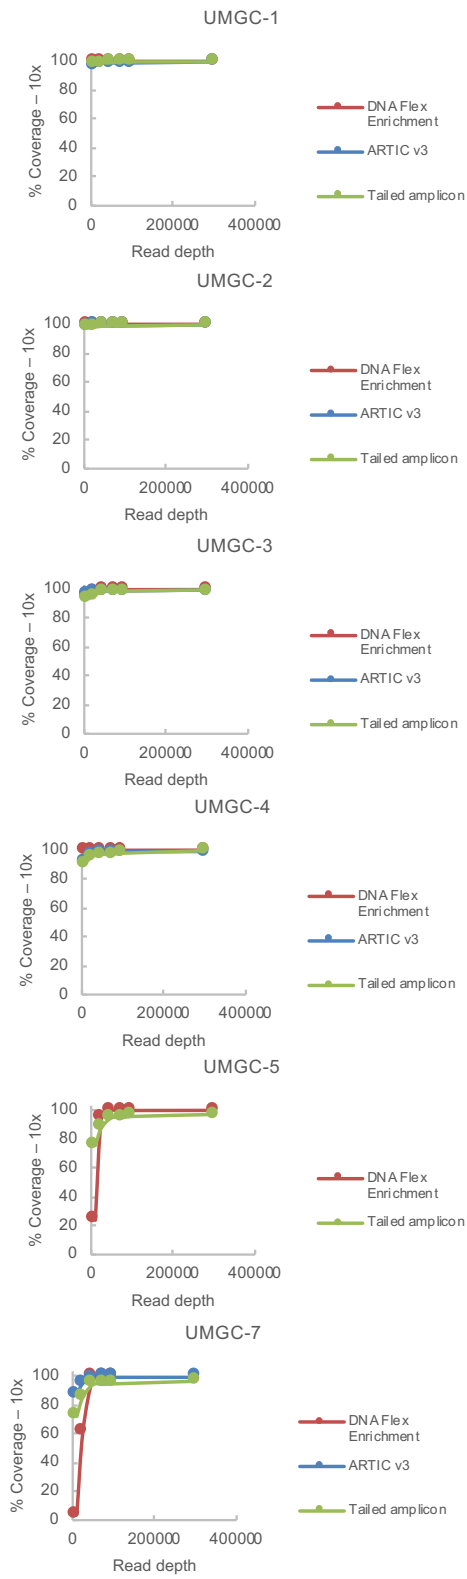 UMGC-1
100
80
60
40
20
0
% Coverage – 10x
0 200000 400000
Read depth
DNA Flex
Enrichment
ARTIC v3
Tailed amplicon
UMGC-2
100
80
60
40
20
0
% Coverage – 10x
0 200000 400000
Read depth
DNA Flex
Enrichment
ARTIC v3
Tailed amplicon
UMGC-3
100
80
60
40
20
0
% Coverage – 10x
0 200000 400000
Read depth
DNA Flex
Enrichment
ARTIC v3
Tailed amplicon
UMGC-4
100
80
60
40
20
0
% Coverage – 10x
0 200000 400000
Read depth
DNA Flex
Enrichment
ARTIC v3
Tailed amplicon
UMGC-5
100
80
60
40
20
0
% Coverage – 10x
0 200000 400000
Read depth
DNA Flex
Enrichment
Tailed amplicon
UMGC-7
100
80
60
40
20
0
% Coverage – 10x
0 200000 400000
Read depth
DNA Flex
Enrichment
ARTIC v3
Tailed amplicon